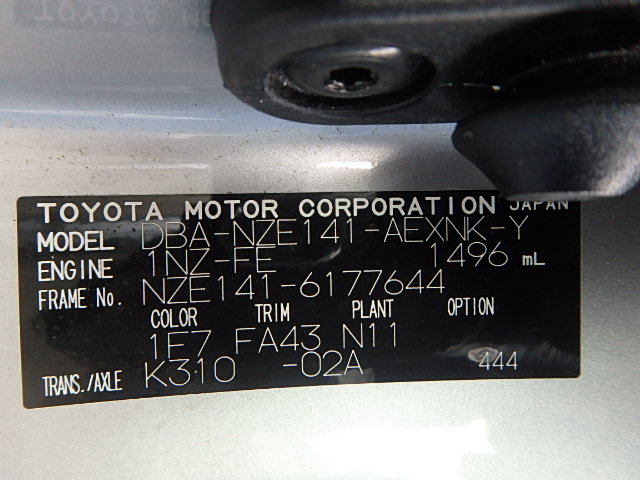 TOYOTA MOTOR CORPORATION JAPAN
MODEL DBA-NZE141-AEXNK-Y
ENGINE 1NZ-FE 1496 mL
FRAME No. NZE141-6177644
COLOR TRIM PLANT OPTION
1F7 FA43 N11
TRANS./AXLE K310 -02A 444